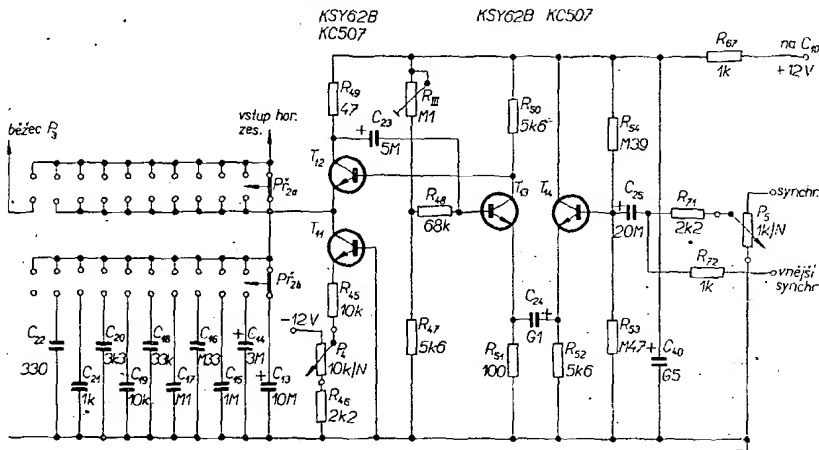 KSY62B
KC507
KSY62B KC507
R67
1k
na C10
+12V
R49
47
RIII
M1
R50
5k6
R54
M39
běžec P3
vstup hor.
zes.
C23
+
5M
T12
Př2a
R48
68k
T13
T14
C25
+
20M
R71
2k2
P5
1k/N
synchr.
T11
R72
1k
vnější
synchr.
Př2b
R45
10k
C24
+
G1
-12V
P4
10k/N
R47
5k6
R51
100
R52
5k6
R53
M47
+
C40
G5
R46
2k2
C22
330
C20
3k3
C18
33k
C16
M33
C14
+
3M
C21
1k
C19
10k
C17
M1
C15
1M
+
C13
10M